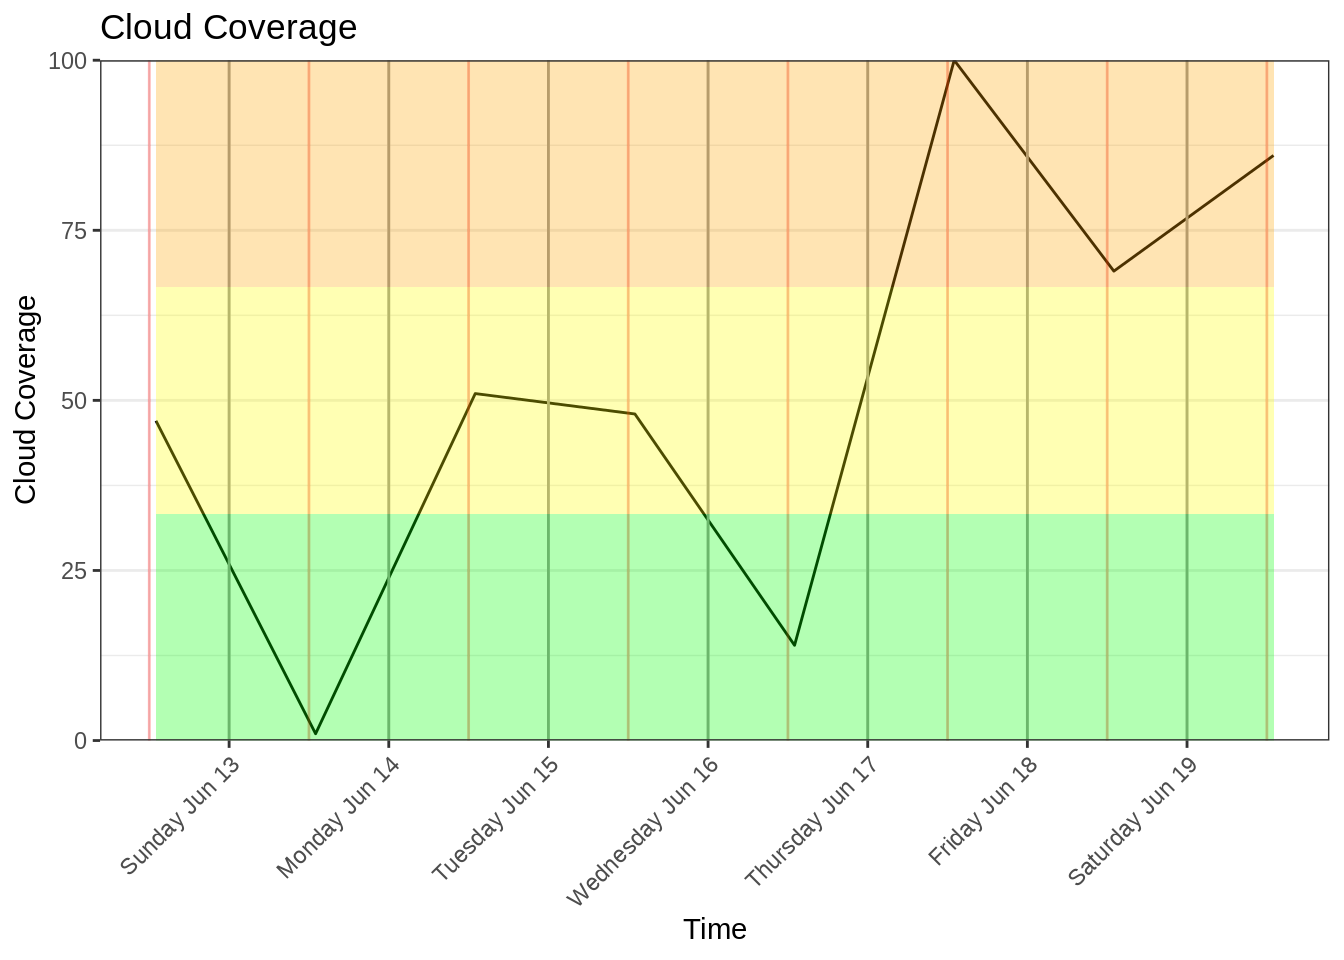 Cloud Coverage
Cloud Coverage
100
75
50
25
0
Sunday Jun 13
Monday Jun 14
Tuesday Jun 15
Wednesday Jun 16
Thursday Jun 17
Friday Jun 18
Saturday Jun 19
Time